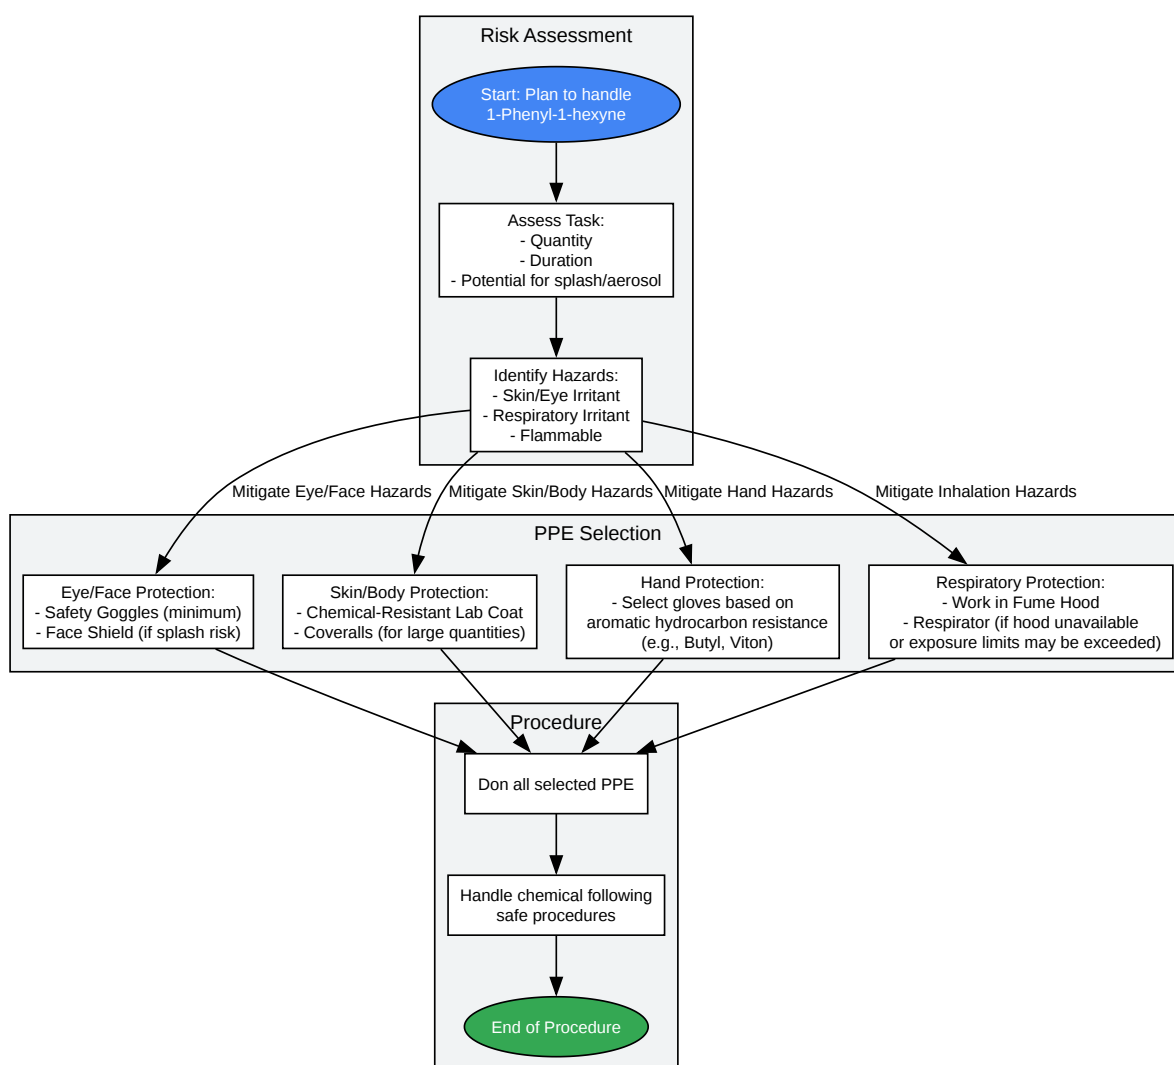 Risk Assessment
Start: Plan to handle
1-Phenyl-1-hexyne
Assess Task:
- Quantity
- Duration
- Potential for splash/aerosol
Identify Hazards:
- Skin/Eye Irritant
- Respiratory Irritant
- Flammable
Mitigate Eye/Face Hazards
Mitigate Skin/Body Hazards
Mitigate Hand Hazards
Mitigate Inhalation Hazards
PPE Selection
Eye/Face Protection:
- Safety Goggles (minimum)
- Face Shield (if splash risk)
Skin/Body Protection:
- Chemical-Resistant Lab Coat
- Coveralls (for large quantities)
Hand Protection:
- Select gloves based on
aromatic hydrocarbon resistance
(e.g., Butyl, Viton)
Respiratory Protection:
- Work in Fume Hood
- Respirator (if hood unavailable
or exposure limits may be exceeded)
Procedure
Don all selected PPE
Handle chemical following
safe procedures
End of Procedure